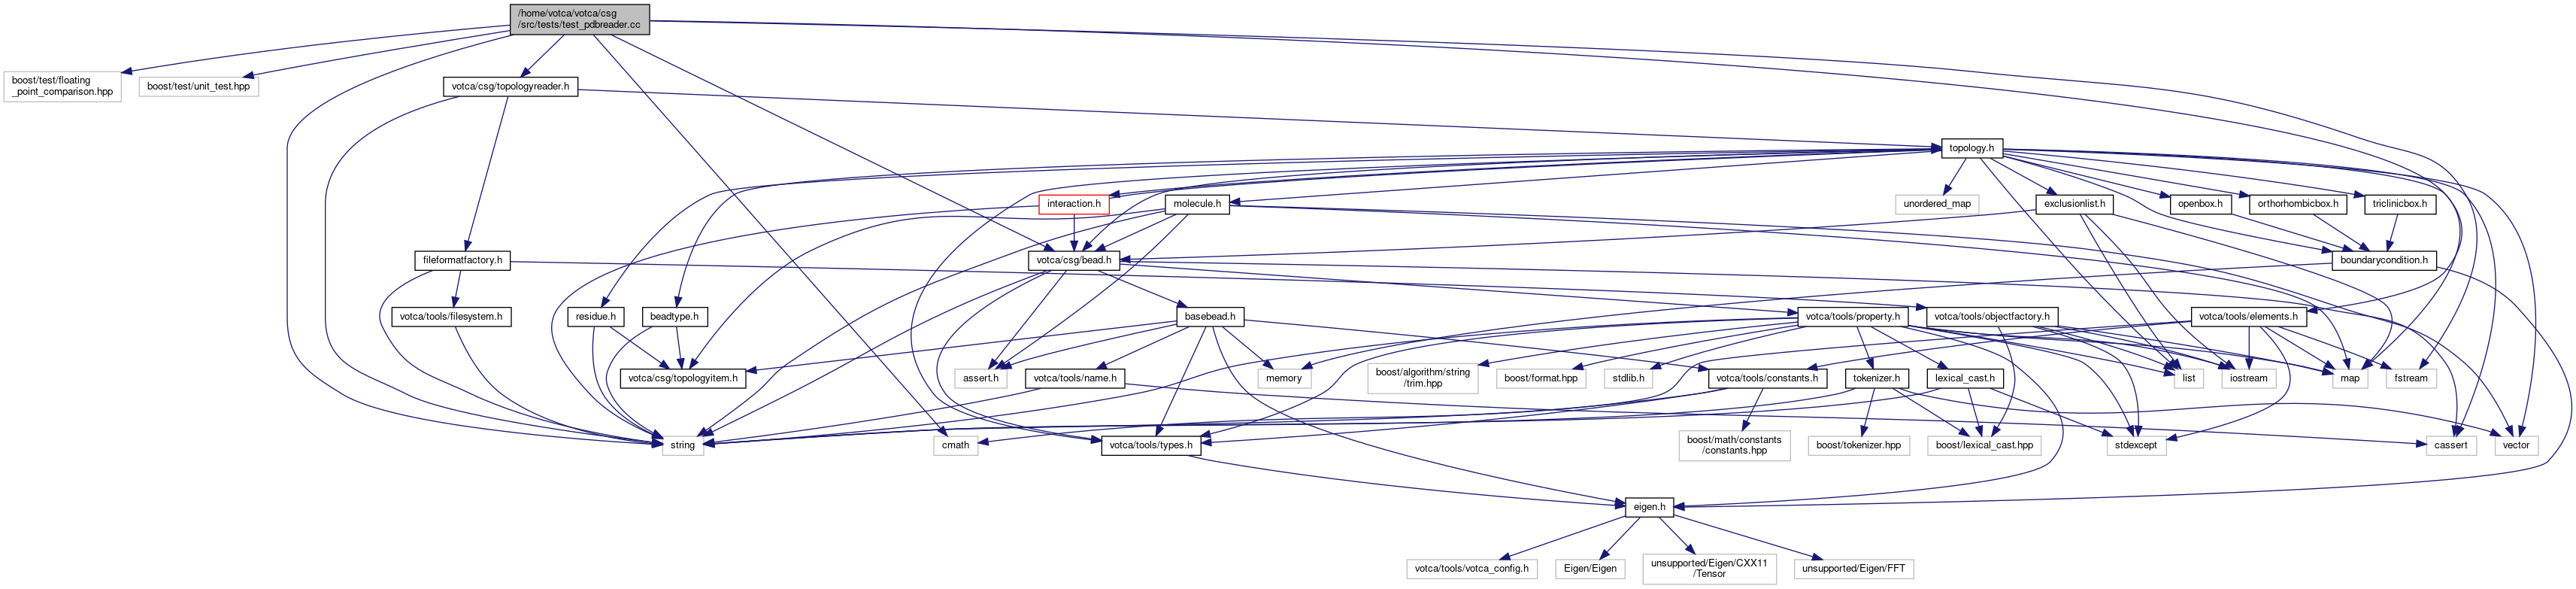 /home/votca/votca/csg
/src/tests/test_pdbreader.cc
boost/test/floating
_point_comparison.hpp
boost/test/unit_test.hpp
votca/csg/topologyreader.h
topology.h
interaction.h
molecule.h
unordered_map
exclusionlist.h
openbox.h
orthorhombicbox.h
triclinicbox.h
fileformatfactory.h
votca/csg/bead.h
boundarycondition.h
votca/tools/filesystem.h
residue.h
beadtype.h
basebead.h
votca/tools/property.h
votca/tools/objectfactory.h
votca/tools/elements.h
votca/csg/topologyitem.h
assert.h
votca/tools/name.h
memory
boost/algorithm/string
/trim.hpp
boost/format.hpp
stdlib.h
votca/tools/constants.h
tokenizer.h
lexical_cast.h
list
iostream
map
fstream
string
cmath
votca/tools/types.h
boost/math/constants
/constants.hpp
boost/tokenizer.hpp
boost/lexical_cast.hpp
stdexcept
cassert
vector
eigen.h
votca/tools/votca_config.h
Eigen/Eigen
unsupported/Eigen/CXX11
/Tensor
unsupported/Eigen/FFT